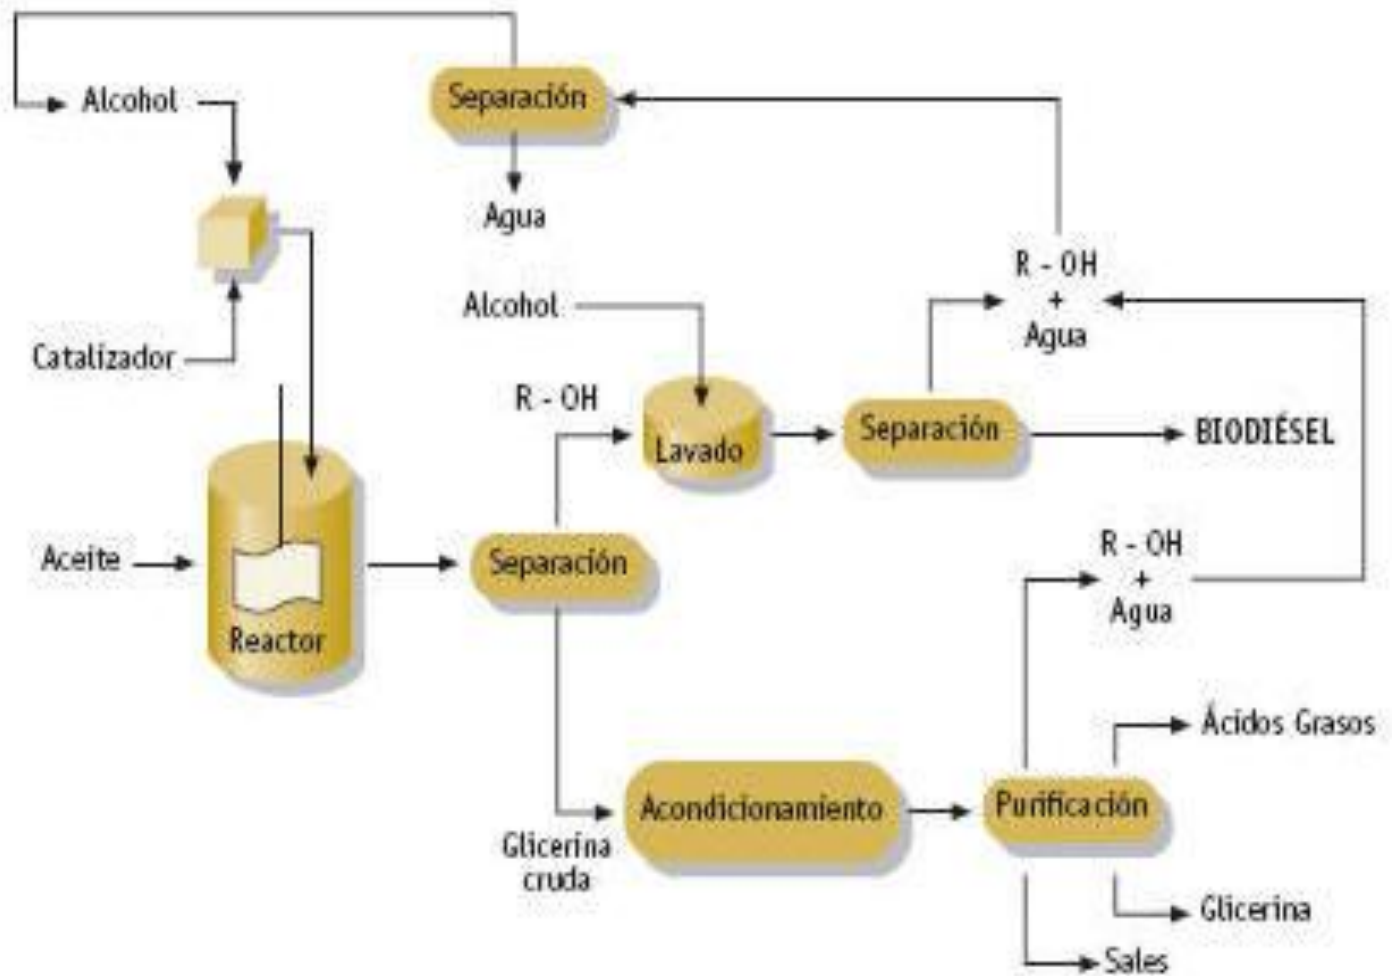 Alcohol
Separación
Agua
Catalizador
Alcohol
R - OH
+
Agua
R - OH
Lavado
Separación
BIODIÉSEL
Aceite
Reactor
Separación
R - OH
+
Agua
Ácidos Grasos
Glicerina
cruda
Acondicionamiento
Purificación
Glicerina
Sales